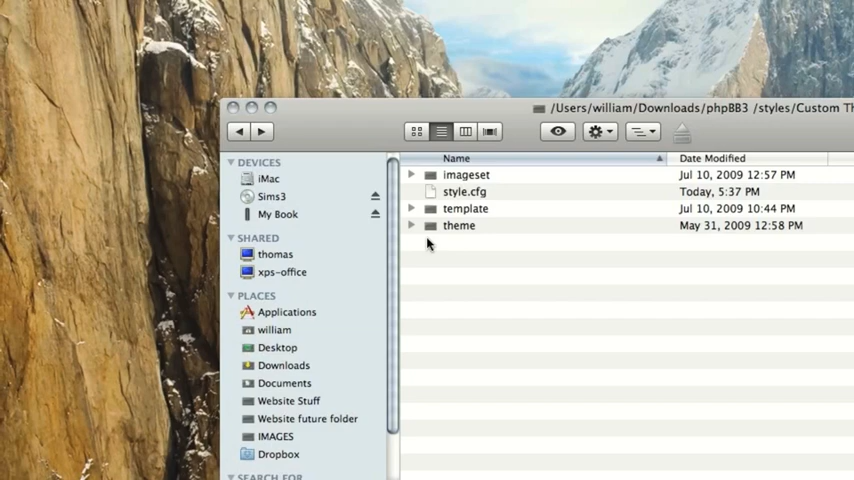 /Users/william/Downloads/phpBB3 /styles/Custom Th
Name Date Modified
DEVICES
iMac
Sims3
My Book
SHARED
thomas
xps-office
PLACES
Applications
william
Desktop
Downloads
Documents
Website Stuff
Website future folder
IMAGES
Dropbox
SEARCH FOR
imageset Jul 10, 2009 12:57 PM
style.cfg Today, 5:37 PM
template Jul 10, 2009 10:44 PM
theme May 31, 2009 12:58 PM